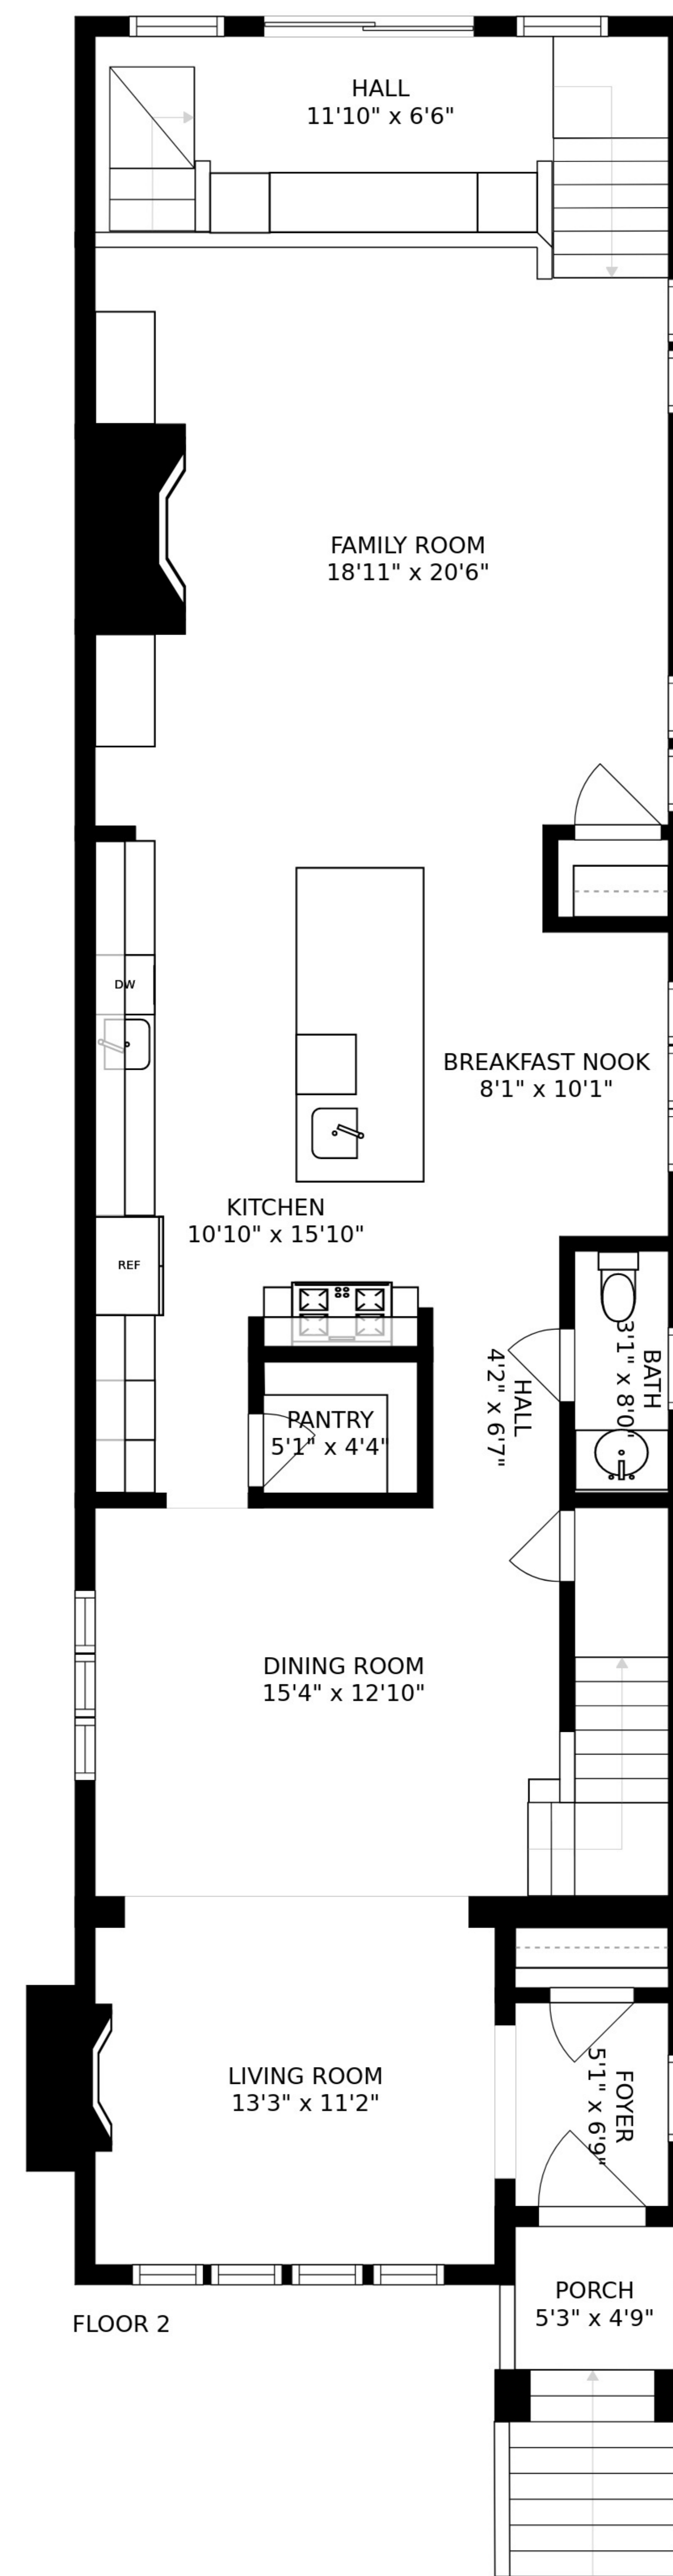 HALL
11'10" x 6'6"
FAMILY ROOM
18'11" x 20'6"
DW
BREAKFAST NOOK
8'1" x 10'1"
KITCHEN
10'10" x 15'10"
REF
BATH
3'1" x 8'0"
HALL
4'2" x 6'7"
PANTRY
5'1" x 4'4"
DINING ROOM
15'4" x 12'10"
LIVING ROOM
13'3" x 11'2"
FOYER
5'1" x 6'9"
PORCH
5'3" x 4'9"
FLOOR 2